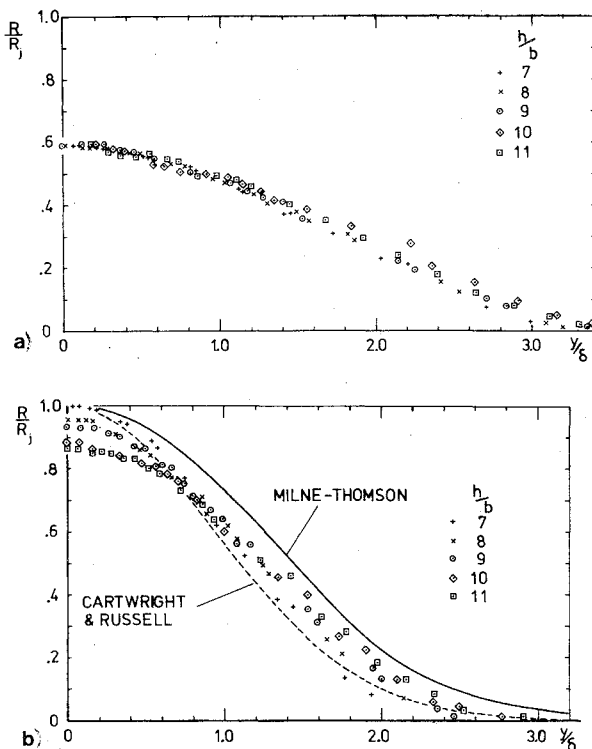 R/Rj
1.0
.8
.6
.4
.2
0
h/b
+ 7
× 8
⊙ 9
◇ 10
⊡ 11
0 1.0 2.0 3.0 y/δ
a)
R/Rj
1.0
.8
.6
.4
.2
0
MILNE-THOMSON
CARTWRIGHT
& RUSSELL
h/b
+ 7
× 8
⊙ 9
◇ 10
⊡ 11
0 1.0 2.0 3.0 y/δ
b)